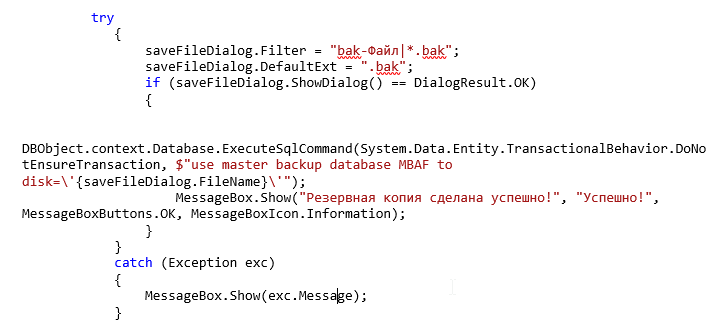 try
{
saveFileDialog.Filter = "bak-Файл|*.bak";
saveFileDialog.DefaultExt = ".bak";
if (saveFileDialog.ShowDialog() == DialogResult.OK)
{
DBObject.context.Database.ExecuteSqlCommand(System.Data.Entity.TransactionalBehavior.DoNo
tEnsureTransaction, $"use master backup database MBAF to
disk=\'{saveFileDialog.FileName}\'");
MessageBox.Show("Резервная копия сделана успешно!", "Успешно!",
MessageBoxButtons.OK, MessageBoxIcon.Information);
}
}
catch (Exception exc)
{
MessageBox.Show(exc.Message);
}